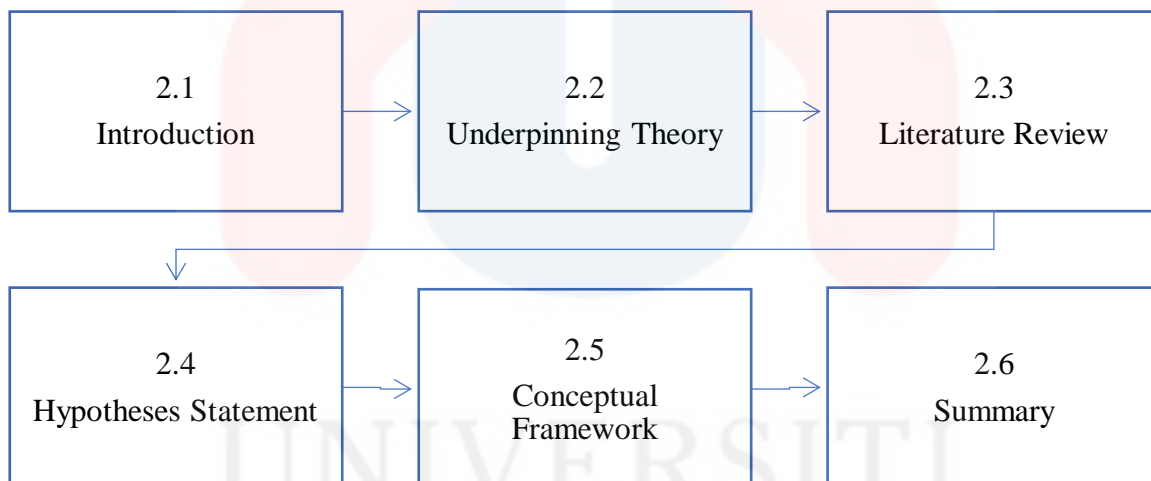 2.1
Introduction
2.2
Underpinning Theory
2.3
Literature Review
2.4
Hypotheses Statement
2.5
Conceptual
Framework
2.6
Summary
UNIVERSITI